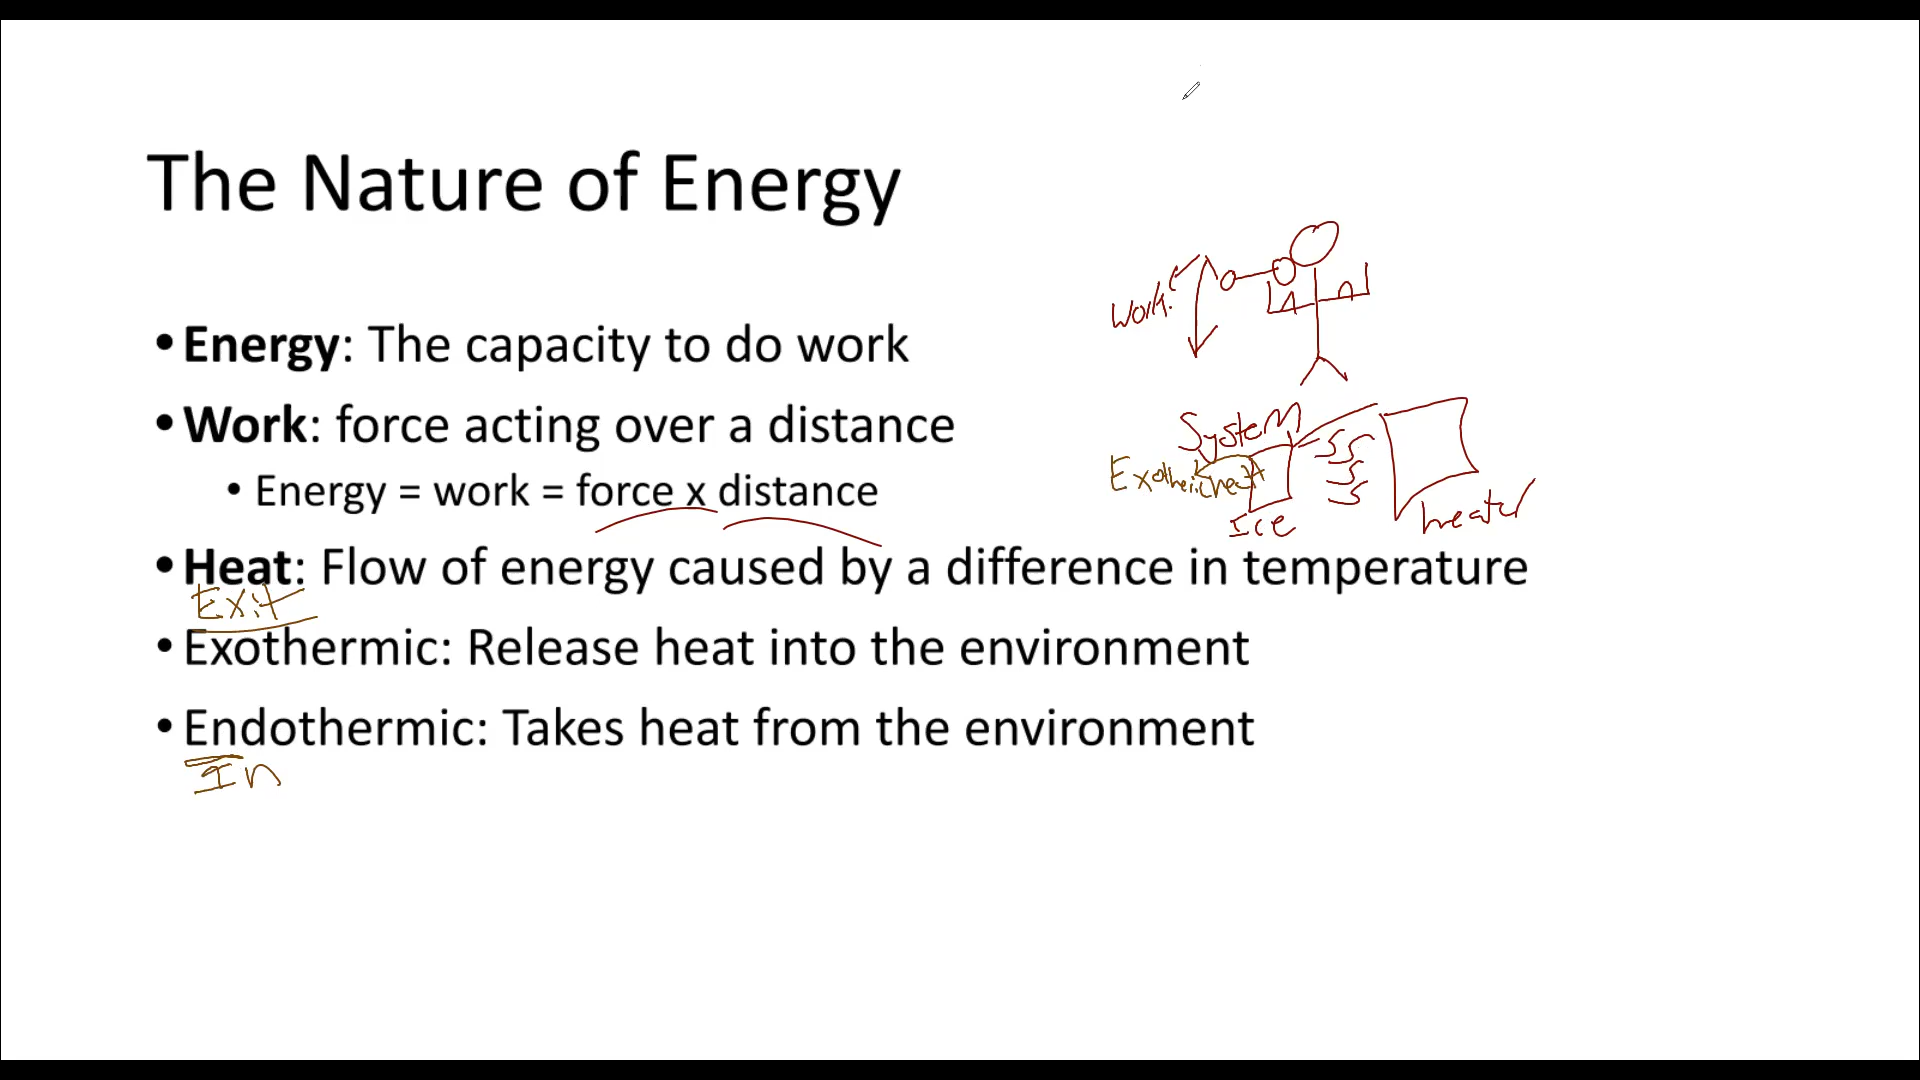 The Nature of Energy
• Energy: The capacity to do work
• Work: force acting over a distance
• Energy = work = force x distance
• Heat: Flow of energy caused by a difference in temperature
Exit
• Exothermic: Release heat into the environment
• Endothermic: Takes heat from the environment
In
Work:
System
heat
Ice
heater